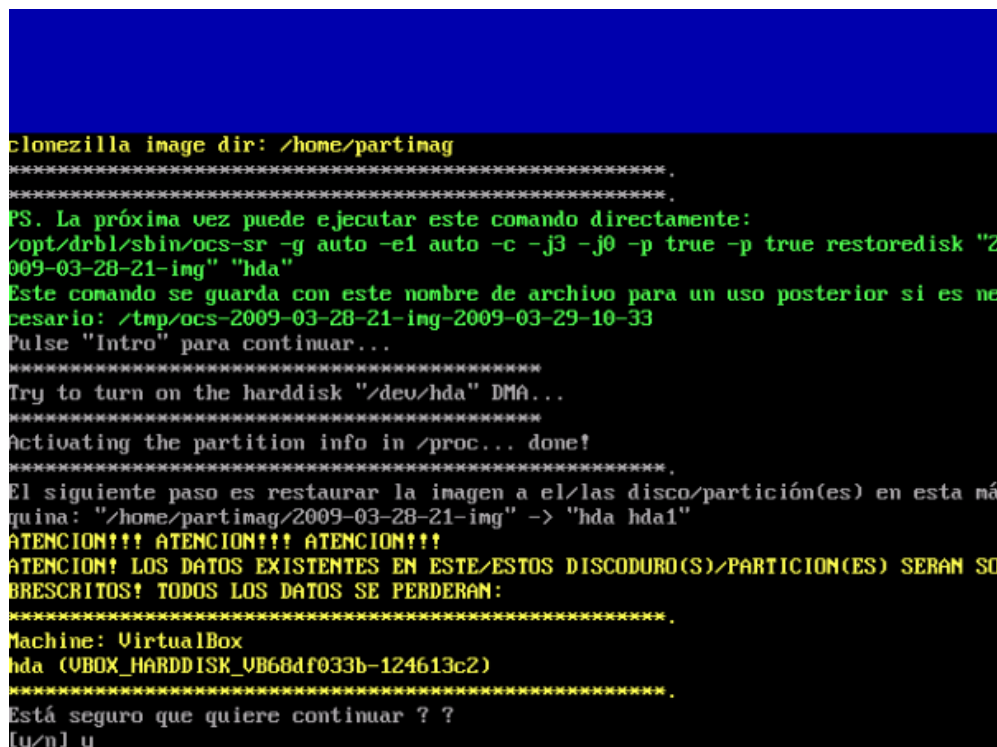 clonezilla image dir: /home/partimag
*******************************************************.
*******************************************************.
PS. La próxima vez puede ejecutar este comando directamente:
/opt/drbl/sbin/ocs-sr -g auto -e1 auto -c -j3 -j0 -p true -p true restoredisk "2
009-03-28-21-img" "hda"
Este comando se guarda con este nombre de archivo para un uso posterior si es ne
cesario: /tmp/ocs-2009-03-28-21-img-2009-03-29-10-33
Pulse "Intro" para continuar...
*********************************************
Try to turn on the harddisk "/dev/hda" DMA...
*********************************************
Activating the partition info in /proc... done!
*******************************************************.
El siguiente paso es restaurar la imagen a el/las disco/partición(es) en esta má
quina: "/home/partimag/2009-03-28-21-img" -> "hda hda1"
ATENCION!!! ATENCION!!! ATENCION!!!
ATENCION! LOS DATOS EXISTENTES EN ESTE/ESTOS DISCODURO(S)/PARTICION(ES) SERAN SO
BRESCRITOS! TODOS LOS DATOS SE PERDERAN:
*******************************************************.
Machine: VirtualBox
hda (VBOX_HARDDISK_VB68df033b-124613c2)
*******************************************************.
Está seguro que quiere continuar ? ?
[y/n] y